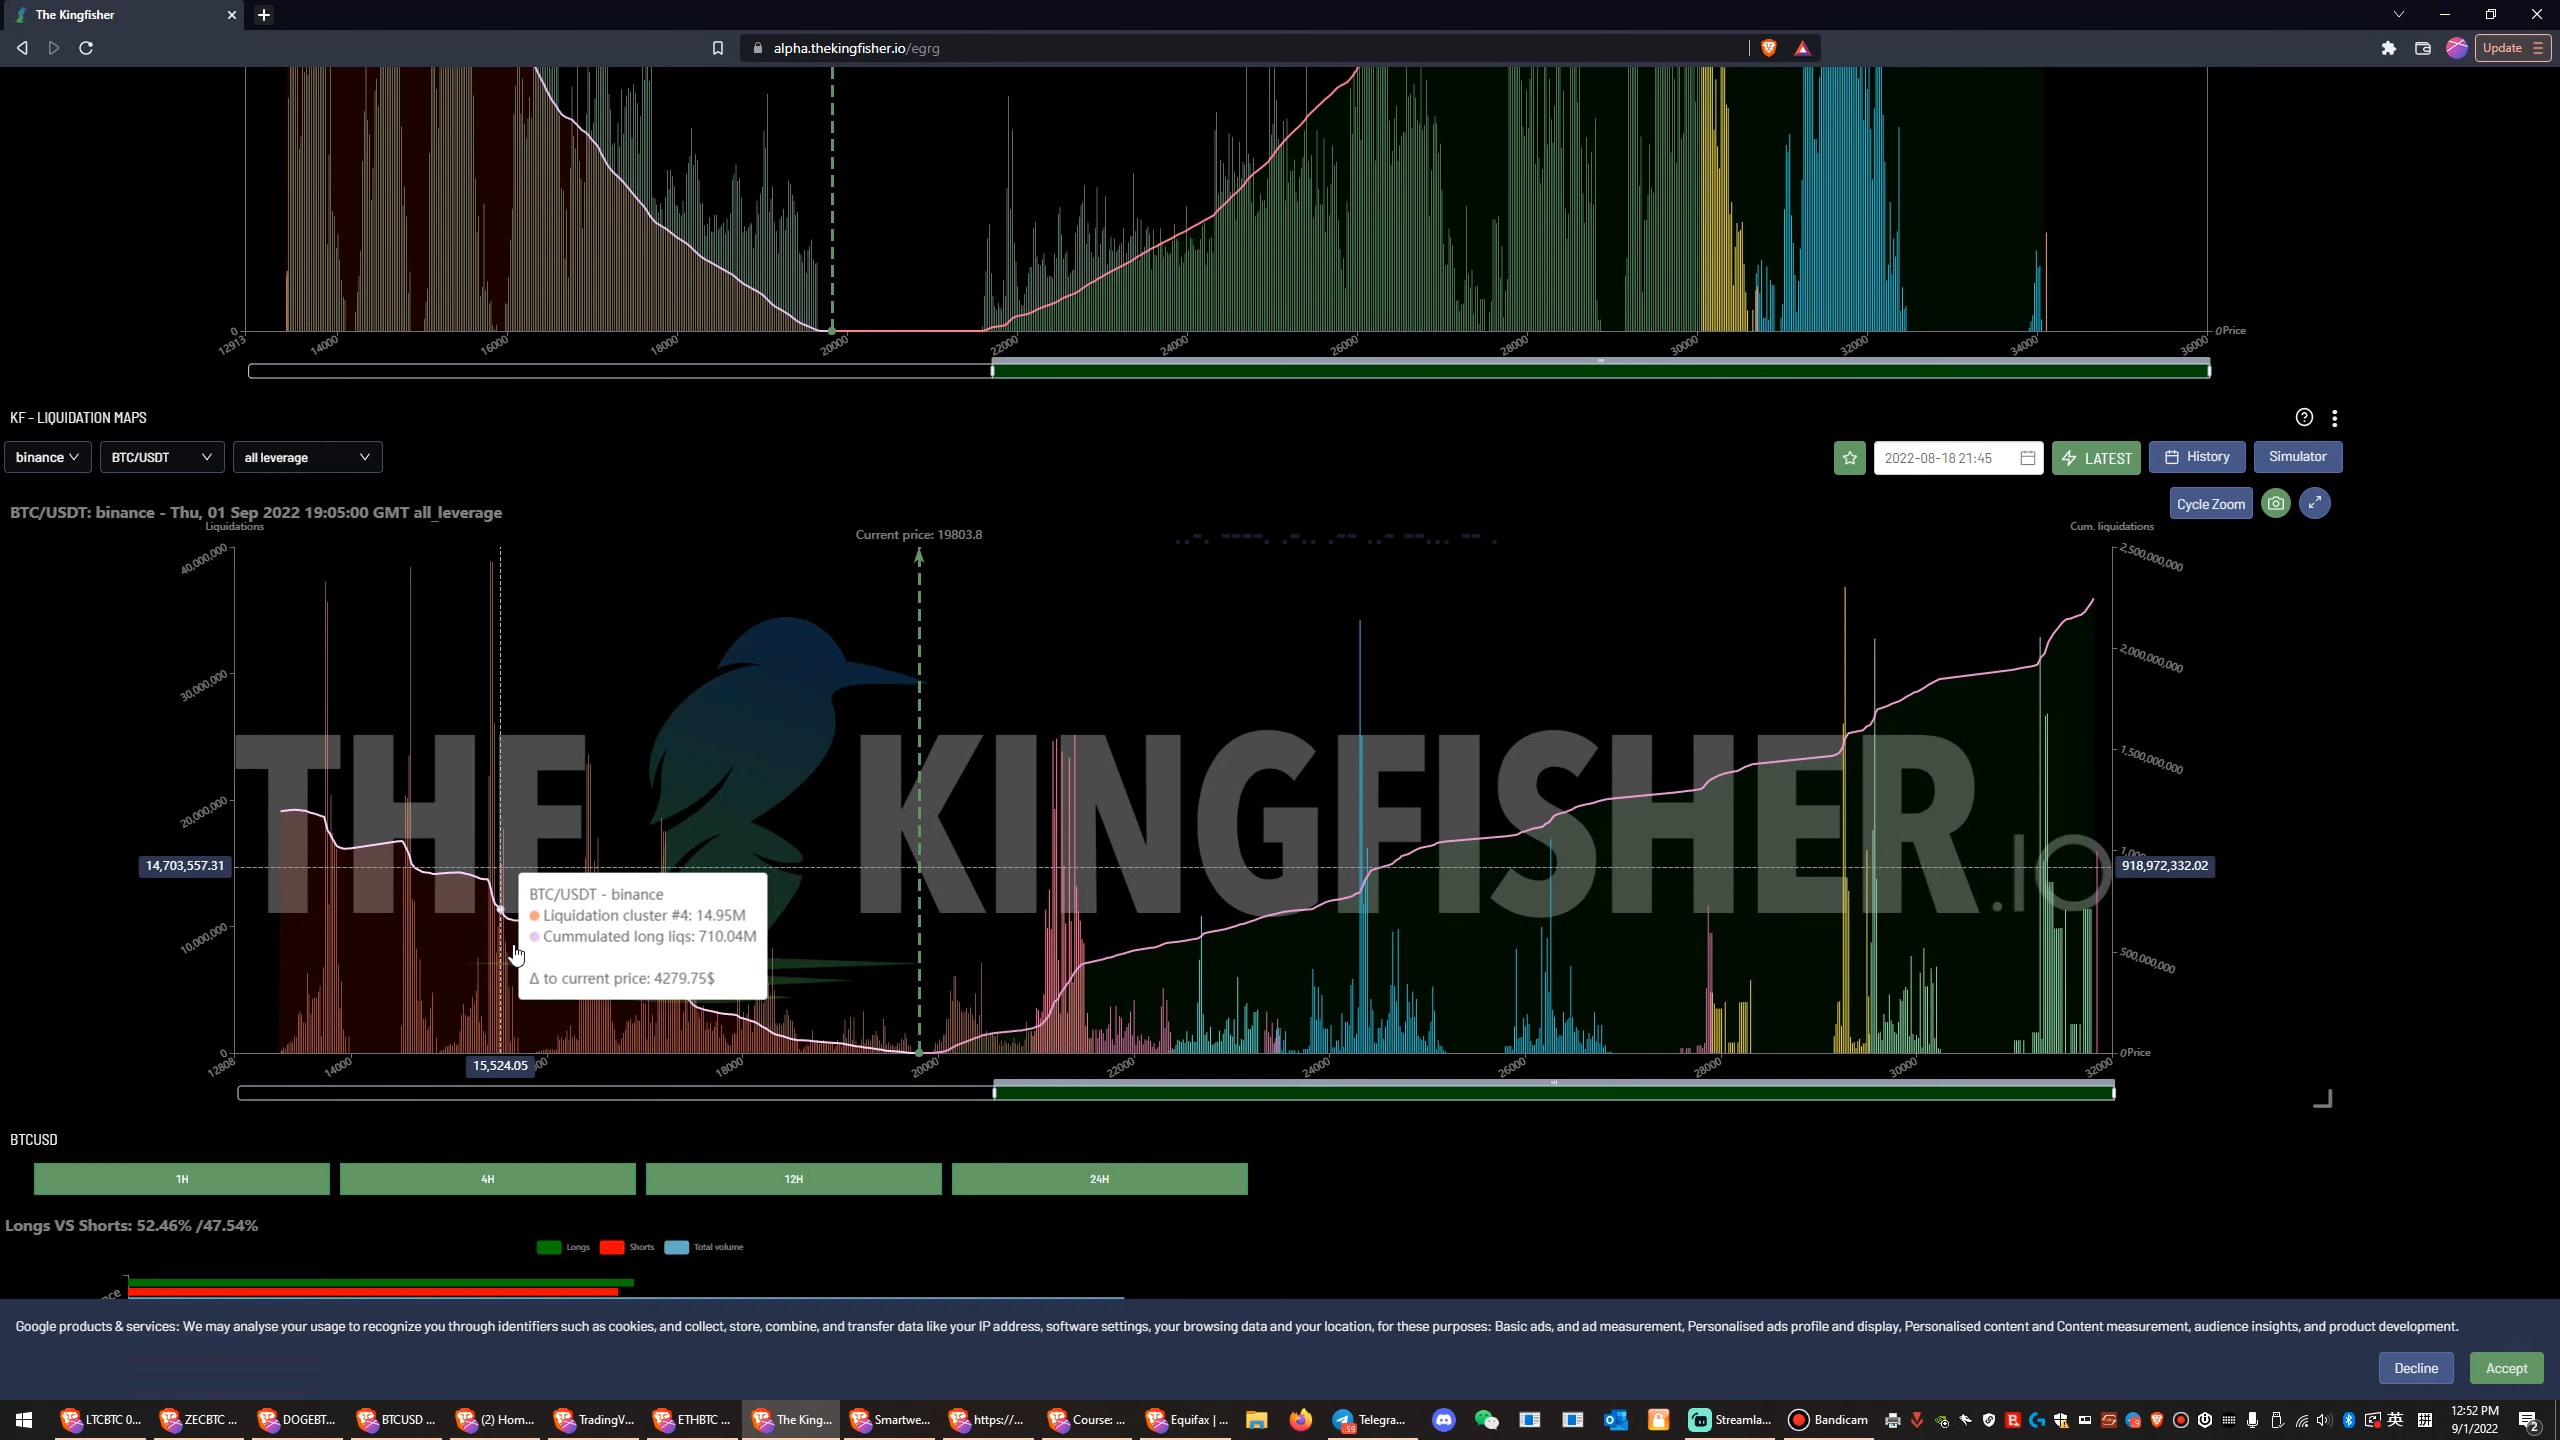 The Kingfisher
alpha.thekingfisher.io/egrg
Update
0
0Price
12913 14000 16000 18000 20000 22000 24000 26000 28000 30000 32000 34000 36000
KF - LIQUIDATION MAPS
binance BTC/USDT all leverage
2022-08-18 21:45 LATEST History Simulator
Cycle Zoom
BTC/USDT: binance - Thu, 01 Sep 2022 19:05:00 GMT all_leverage
Liquidations
Current price: 19803.8
Cum. liquidations
40,000,000
2,500,000,000
30,000,000
2,000,000,000
THE KINGFISHER.IO
1,500,000,000
20,000,000
14,703,557.31
918,972,332.02
BTC/USDT - binance
Liquidation cluster #4: 14.95M
Cummulated long liqs: 710.04M
Δ to current price: 4279.75$
10,000,000
500,000,000
0
0Price
12808 14000 15,524.05 18000 20000 22000 24000 26000 28000 30000 32000
BTCUSD
1H 4H 12H 24H
Longs VS Shorts: 52.46% /47.54%
Longs Shorts Total volume
Google products & services: We may analyse your usage to recognize you through identifiers such as cookies, and collect, store, combine, and transfer data like your IP address, software settings, your browsing data and your location, for these purposes: Basic ads, and ad measurement, Personalised ads profile and display, Personalised content and Content measurement, audience insights, and product development.
Decline Accept
LTCBTC 0... ZECBTC ... DOGEBT... BTCUSD ... (2) Hom... TradingV... ETHBTC ... The King... Smartwe... https://... Course: ... Equifax | ... Telegra... Streamla... Bandicam 英 12:52 PM
9/1/2022
2